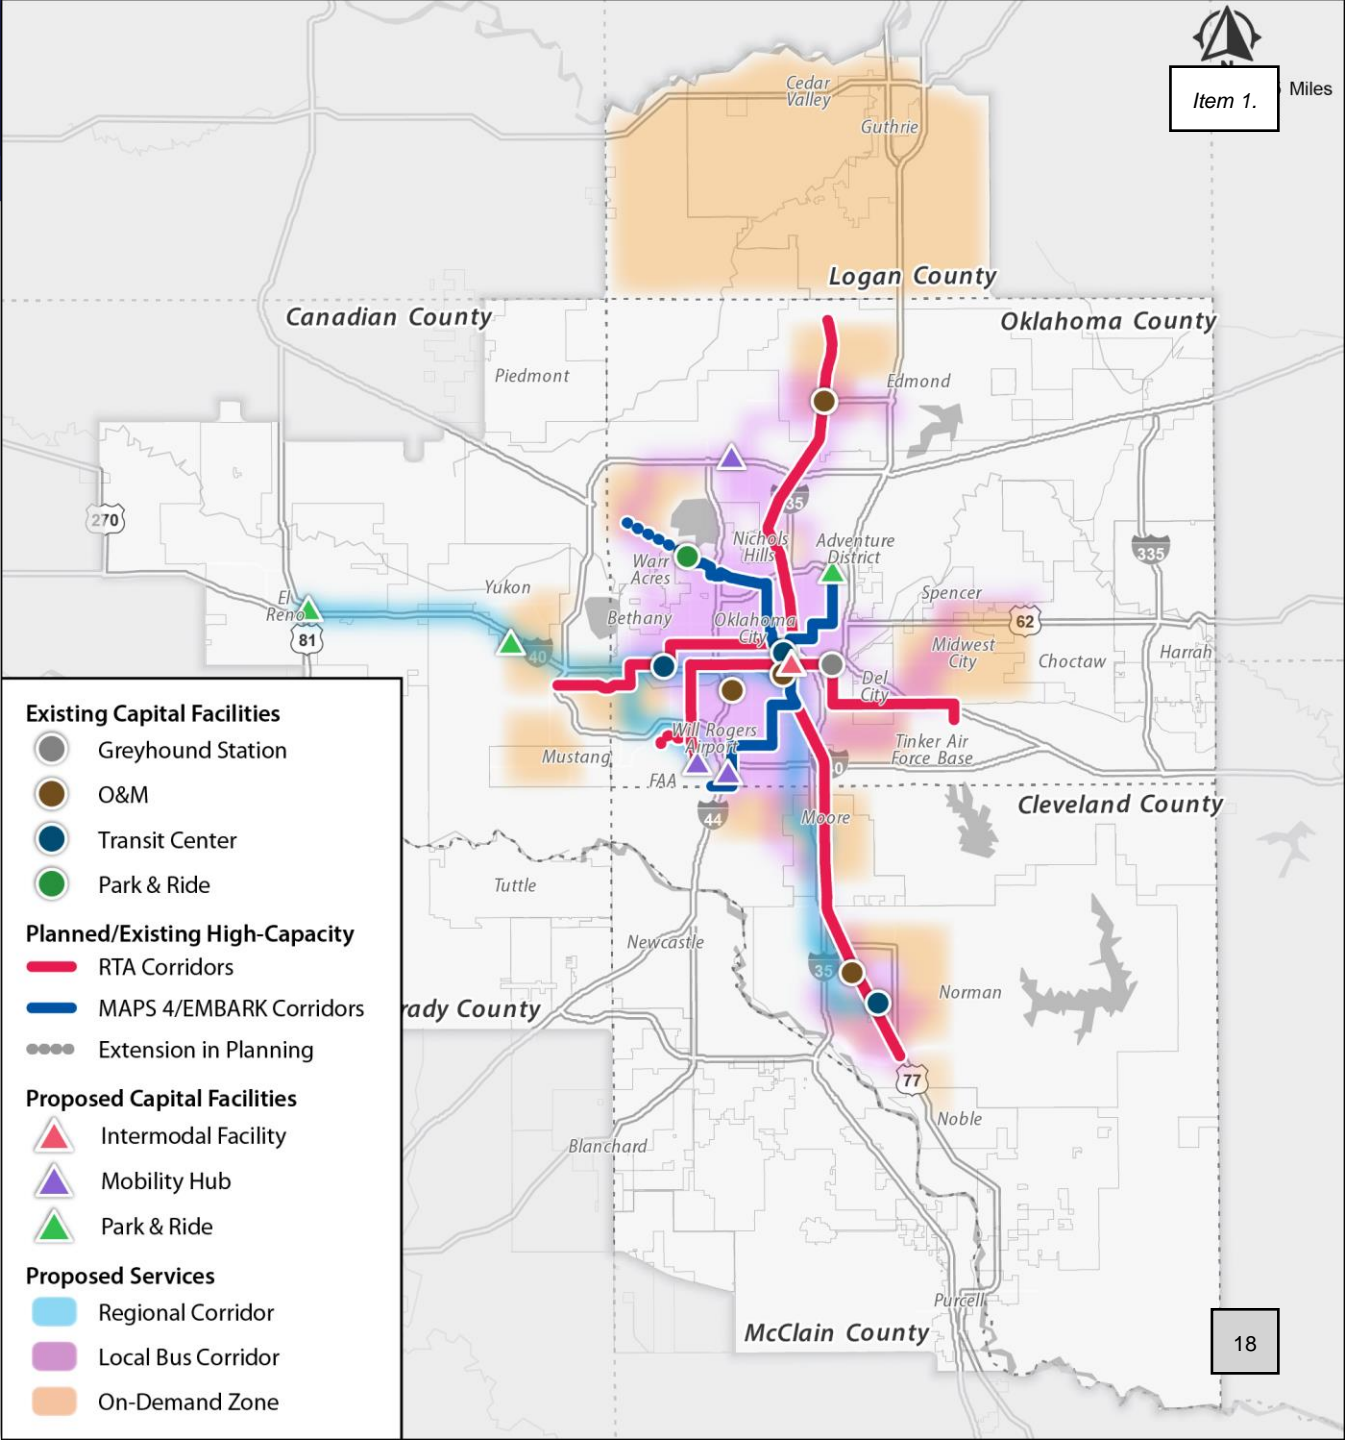 N
Item 1.
Miles
Cedar
Valley
Guthrie
Logan County
Canadian County
Oklahoma County
Piedmont
Edmond
270
35
Nichols
Hills
Adventure
District
335
Warr
Acres
Yukon
El
Reno
Spencer
81
Bethany
Oklahoma
City
62
40
Midwest
City
Choctaw
Harrah
Del
City
Will Rogers
Airport
Mustang
Tinker Air
Force Base
FAA
0
44
Moore
Cleveland County
Tuttle
Newcastle
35
Norman
rady County
77
Noble
Blanchard
Purcell
McClain County
18
Existing Capital Facilities
Greyhound Station
O&M
Transit Center
Park & Ride
Planned/Existing High-Capacity
RTA Corridors
MAPS 4/EMBARK Corridors
Extension in Planning
Proposed Capital Facilities
Intermodal Facility
Mobility Hub
Park & Ride
Proposed Services
Regional Corridor
Local Bus Corridor
On-Demand Zone